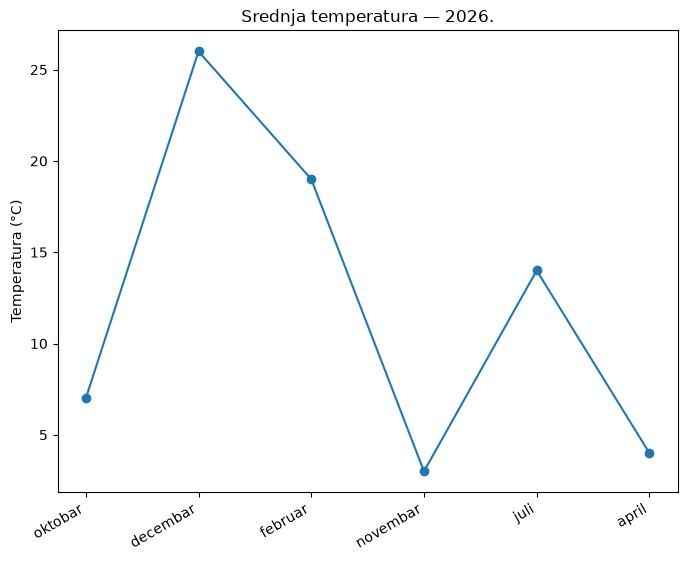 Srednja temperatura — 2026.
Temperatura (°C)
25
20
15
10
5
oktobar
decembar
februar
novembar
juli
april